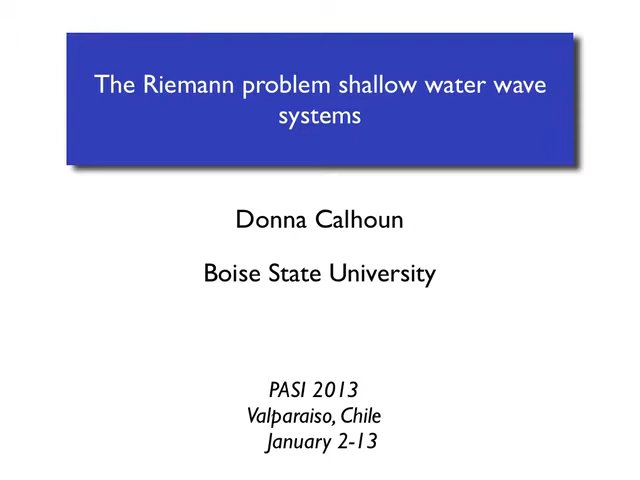 The Riemann problem shallow water wave
systems
Donna Calhoun
Boise State University
PASI 2013
Valparaiso, Chile
January 2-13